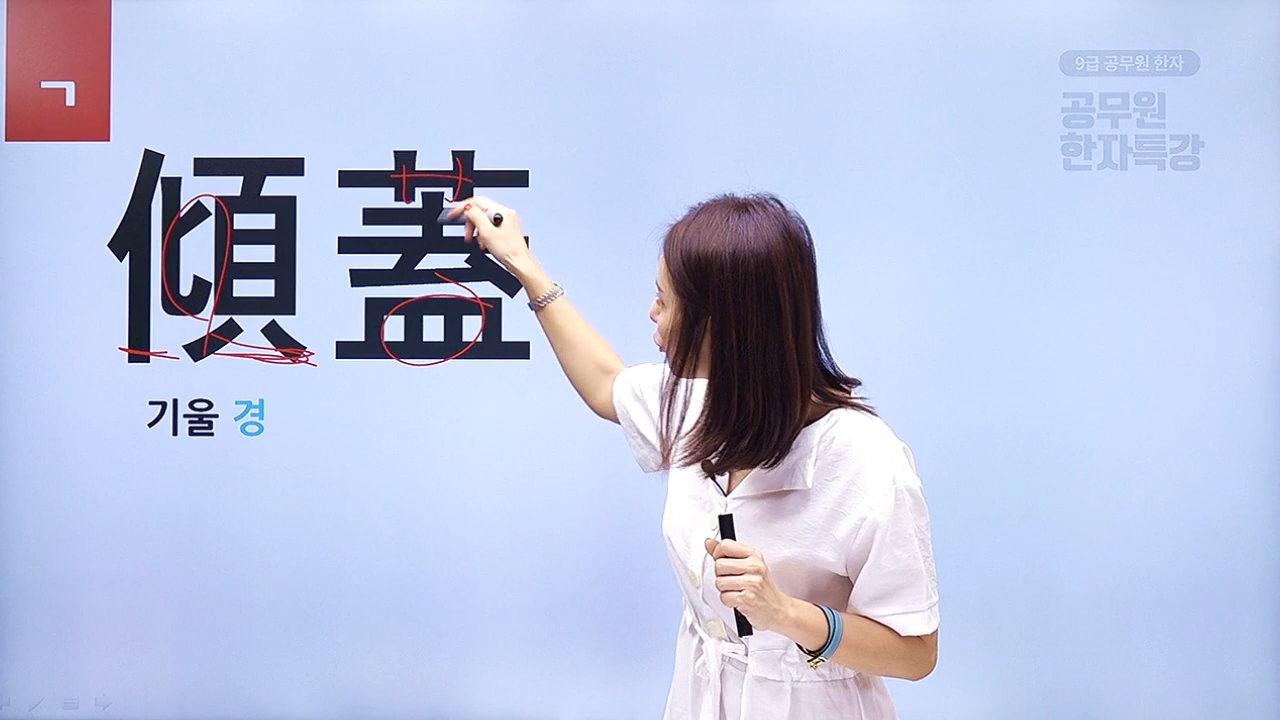 ㄱ
9급 공무원 한자
공무원
한자특강
傾蓋
기울 경